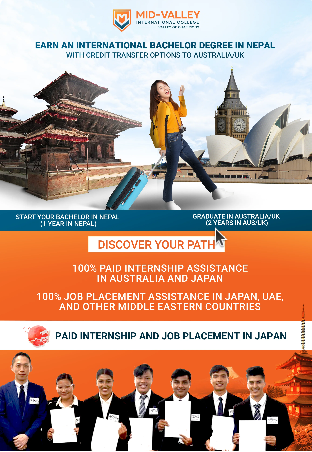 MID-VALLEY
INTERNATIONAL COLLEGE
EARN AN INTERNATIONAL BACHELOR DEGREE IN NEPAL
WITH CREDIT TRANSFER OPTIONS TO AUSTRALIA/UK
START YOUR BACHELOR IN NEPAL
(1 YEAR IN NEPAL)
GRADUATE IN AUSTRALIA/UK
(2 YEARS IN AUS/UK)
DISCOVER YOUR PATH
100% PAID INTERNSHIP ASSISTANCE
IN AUSTRALIA AND JAPAN
100% JOB PLACEMENT ASSISTANCE IN JAPAN, UAE,
AND OTHER MIDDLE EASTERN COUNTRIES
PAID INTERNSHIP AND JOB PLACEMENT IN JAPAN